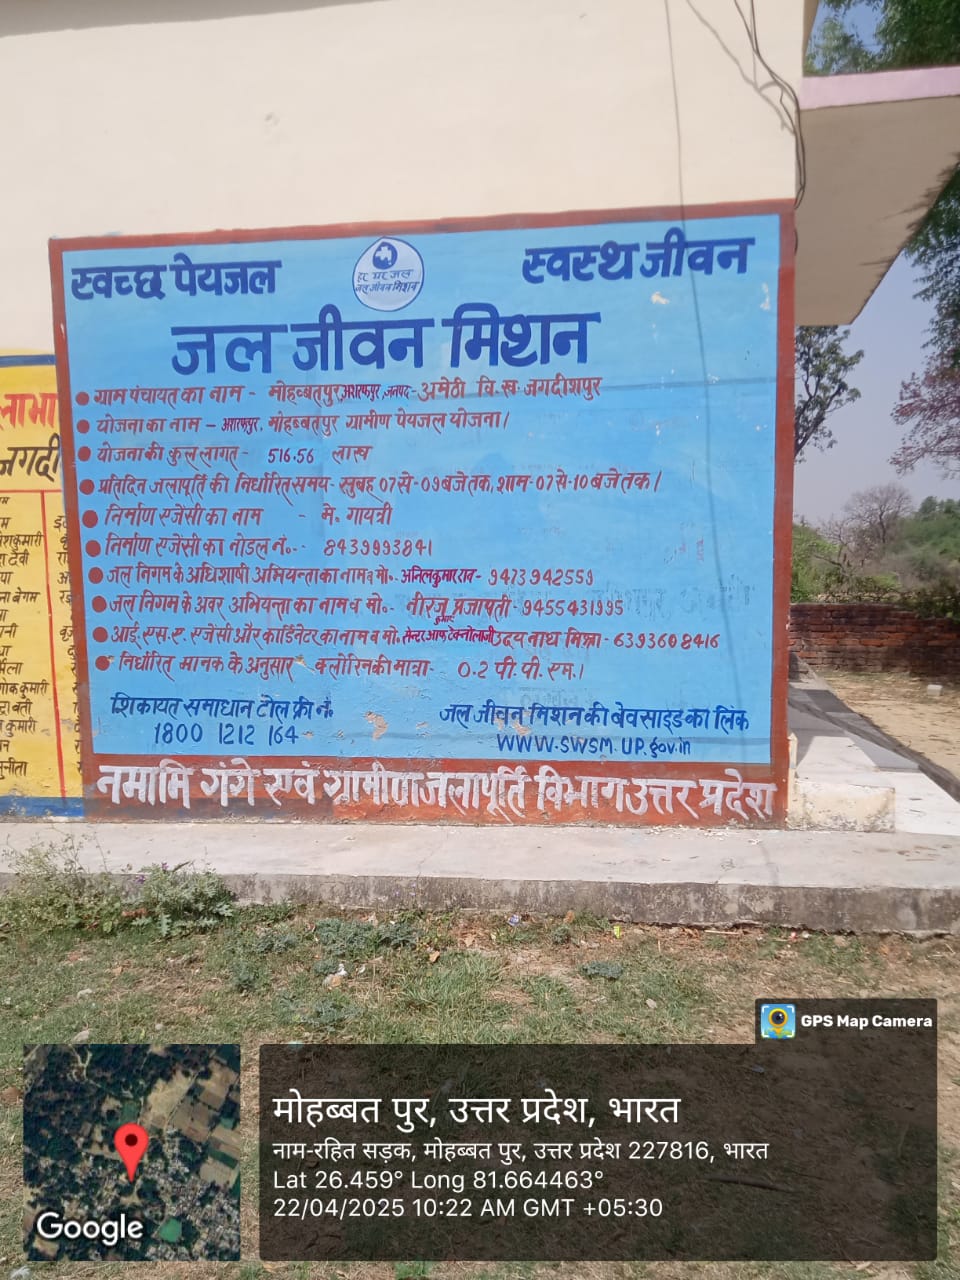 स्वच्छ पेयजल
हर घर जल
जल जीवन मिशन
स्वस्थ जीवन
जल जीवन मिशन
ग्राम पंचायत का नाम - मोहब्बतपुर, अशरफपुर, जनपद - अमेठी वि.ख. जगदीशपुर
योजना का नाम - अशरफपुर, मोहब्बतपुर ग्रामीण पेयजल योजना।
योजना की कुल लागत - 516.56 लाख
प्रतिदिन जलापूर्ति की निर्धारित समय - सुबह 07 से - 09 बजे तक, शाम - 07 से - 10 बजे तक।
निर्माण एजेंसी का नाम - मे. गायत्री
निर्माण एजेंसी का नोडल नं. - 8439993841
जल निगम के अधिशाषी अभियन्ता का नाम व मो. अनिल कुमार राव - 9473942559
जल निगम के अवर अभियन्ता का नाम व मो. - नीरज कुमार प्रजापती - 9455431995
आई.एस.ए. एजेंसी और कार्डिनेटर का नाम व मो. सेन्टर आफ टेक्नोलॉजी उदय नाथ मिश्रा - 6393608416
निर्धारित मानक के अनुसार क्लोरिन की मात्रा - 0.2 पी.पी.एम.।
शिकायत समाधान टोल फ्री नं.
1800 1212 164
जल जीवन मिशन की बेवसाइड का लिंक
WWW.SWSM.UP.gov.in
नमामि गंगे एवं ग्रामीण जलापूर्ति विभाग उत्तर प्रदेश
लाभा
जगदी
कुमारी
देवी
बेगम
कुमारी
कुमारी
सुनीता
GPS Map Camera
मोहब्बत पुर, उत्तर प्रदेश, भारत
नाम-रहित सड़क, मोहब्बत पुर, उत्तर प्रदेश 227816, भारत
Lat 26.459° Long 81.664463°
22/04/2025 10:22 AM GMT +05:30
Google